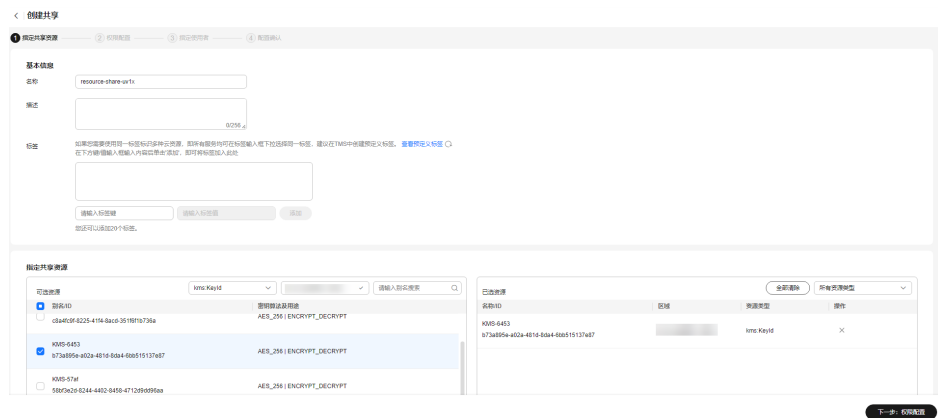 创建共享
1 指定共享资源 2 权限配置 3 指定使用者 4 配置确认
基本信息
名称 resource-share-uv1x
描述
0/256
标签 如果您需要使用同一标签标识多种云资源，即所有服务均可在标签输入框下拉选择同一标签，建议在TMS中创建预定义标签。 查看预定义标签
在下方键/值输入框输入内容后单击'添加'，即可将标签加入此处
请输入标签键 请输入标签值 添加
您还可以添加20个标签。
指定共享资源
可选资源 kms:KeyId 请输入别名搜索
别名/ID 密钥算法及用途
c8a4fc9f-8225-41f4-8acd-351f6f1b736a AES_256 | ENCRYPT_DECRYPT
KMS-6453
b73a895e-a02a-481d-8da4-6bb515137e87 AES_256 | ENCRYPT_DECRYPT
KMS-57af
58bf3e2d-8244-4402-8458-4712d9dd96aa AES_256 | ENCRYPT_DECRYPT
已选资源 全部清除 所有资源类型
名称/ID 区域 资源类型 操作
KMS-6453
b73a895e-a02a-481d-8da4-6bb515137e87 kms:KeyId
下一步：权限配置